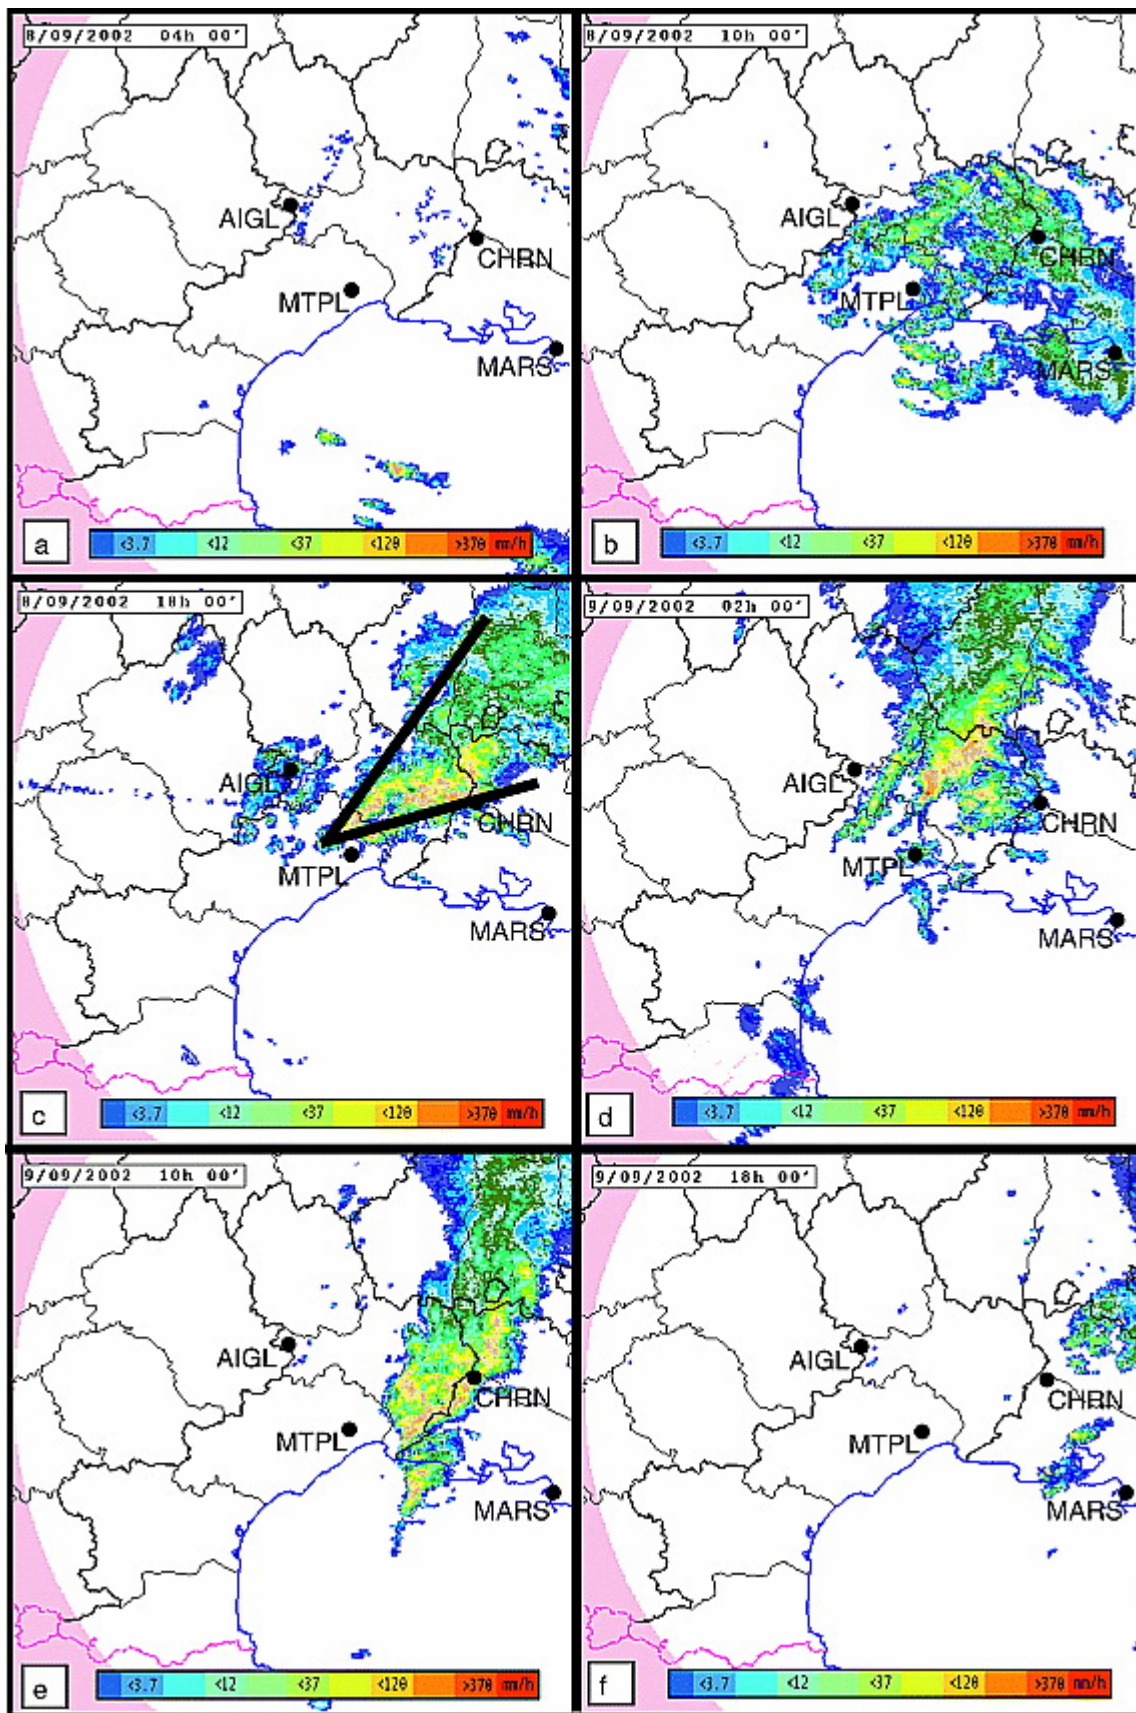 8/09/2002 04h 00'
AIGL
CHRN
MTPL
MARS
a
<3.7 <12 <37 <120 >370 mm/h
8/09/2002 10h 00'
AIGL
CHRN
MTPL
MARS
b
<3.7 <12 <37 <120 >370 mm/h
8/09/2002 18h 00'
AIGL
CHRN
MTPL
MARS
c
<3.7 <12 <37 <120 >370 mm/h
9/09/2002 02h 00'
AIGL
CHRN
MTPL
MARS
d
<3.7 <12 <37 <120 >370 mm/h
9/09/2002 10h 00'
AIGL
CHRN
MTPL
MARS
e
<3.7 <12 <37 <120 >370 mm/h
9/09/2002 18h 00'
AIGL
CHRN
MTPL
MARS
f
<3.7 <12 <37 <120 >370 mm/h